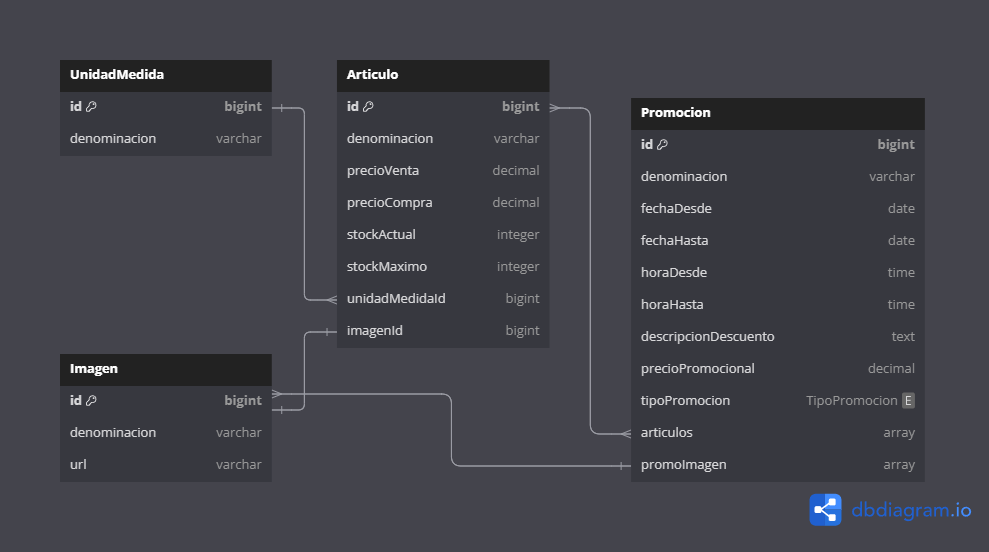 UnidadMedida
id bigint
denominacion varchar
Articulo
id bigint
denominacion varchar
precioVenta decimal
precioCompra decimal
stockActual integer
stockMaximo integer
unidadMedidaId bigint
imagenId bigint
Imagen
id bigint
denominacion varchar
url varchar
Promocion
id bigint
denominacion varchar
fechaDesde date
fechaHasta date
horaDesde time
horaHasta time
descripcionDescuento text
precioPromocional decimal
tipoPromocion TipoPromocion E
articulos array
promoImagen array
dbdiagram.io